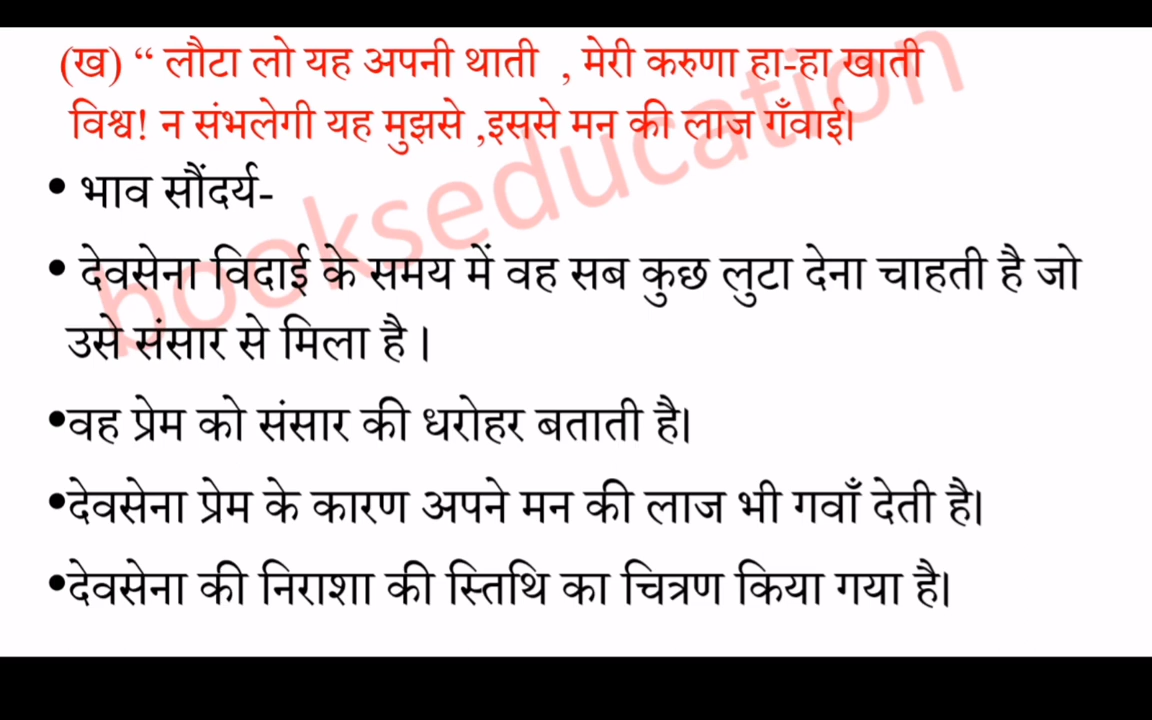 (ख) “ लौटा लो यह अपनी थाती , मेरी करुणा हा-हा खाती
विश्व! न संभलेगी यह मुझसे ,इससे मन की लाज गँवाई।
• भाव सौंदर्य-
• देवसेना विदाई के समय में वह सब कुछ लुटा देना चाहती है जो
उसे संसार से मिला है ।
•वह प्रेम को संसार की धरोहर बताती है।
•देवसेना प्रेम के कारण अपने मन की लाज भी गवाँ देती है।
•देवसेना की निराशा की स्तिथि का चित्रण किया गया है।
bookseducation